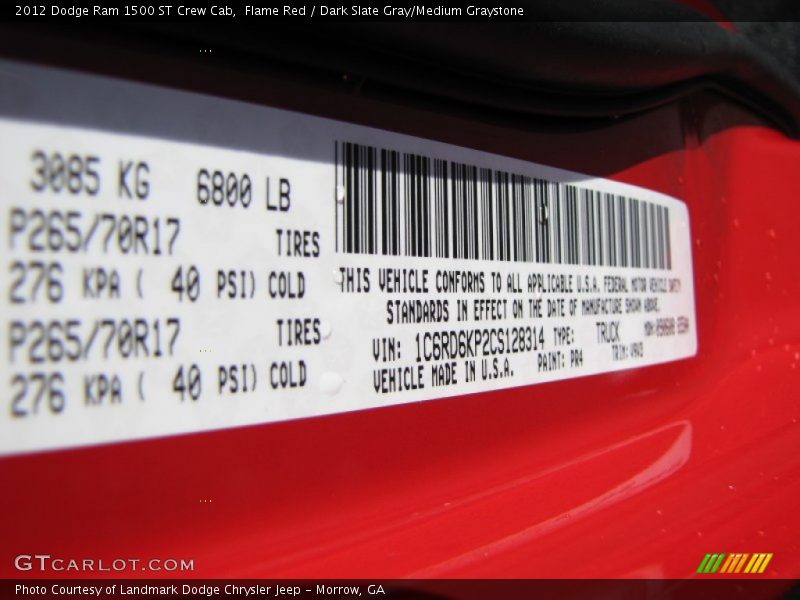 2012 Dodge Ram 1500 ST Crew Cab,  Flame Red / Dark Slate Gray/Medium Graystone
3085 KG 6800 LB
P265/70R17 TIRES
276 KPA ( 40 PSI) COLD
P265/70R17 TIRES
276 KPA ( 40 PSI) COLD
THIS VEHICLE CONFORMS TO ALL APPLICABLE U.S.A. FEDERAL MOTOR VEHICLE SAFETY
STANDARDS IN EFFECT ON THE DATE OF MANUFACTURE SHOWN ABOVE.
VIN: 1C6RD6KP2CS128314 TYPE: TRUCK MDH:
VEHICLE MADE IN U.S.A. PAINT: PR4 TRIM:
GTCARLOT.COM
Photo Courtesy of Landmark Dodge Chrysler Jeep - Morrow, GA